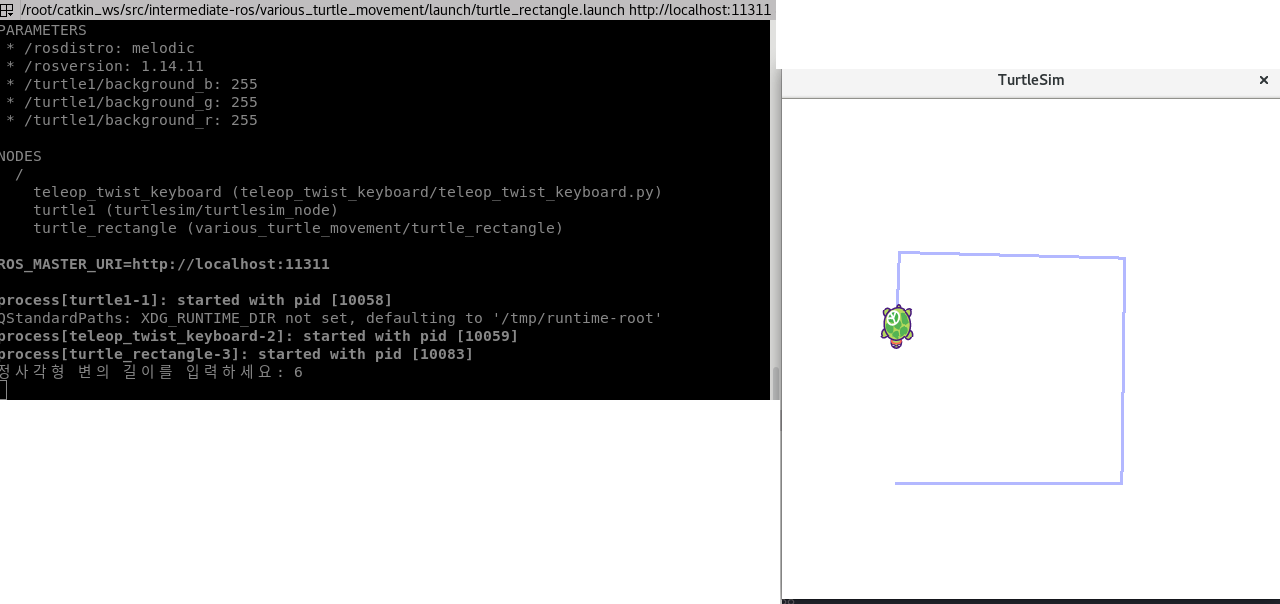 /root/catkin_ws/src/intermediate-ros/various_turtle_movement/launch/turtle_rectangle.launch http://localhost:11311
PARAMETERS
* /rosdistro: melodic
* /rosversion: 1.14.11
* /turtle1/background_b: 255
* /turtle1/background_g: 255
* /turtle1/background_r: 255
NODES
/
teleop_twist_keyboard (teleop_twist_keyboard/teleop_twist_keyboard.py)
turtle1 (turtlesim/turtlesim_node)
turtle_rectangle (various_turtle_movement/turtle_rectangle)
ROS_MASTER_URI=http://localhost:11311
process[turtle1-1]: started with pid [10058]
QStandardPaths: XDG_RUNTIME_DIR not set, defaulting to '/tmp/runtime-root'
process[teleop_twist_keyboard-2]: started with pid [10059]
process[turtle_rectangle-3]: started with pid [10083]
정사각형 변의 길이를 입력하세요: 6
TurtleSim